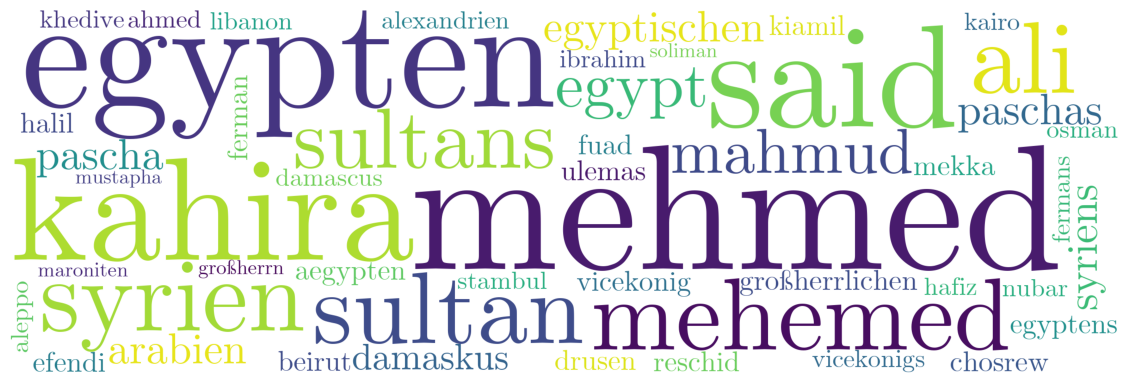 khedive ahmed libanon alexandrien egyptischen kiamil kairo
egypten ibrahim soliman said ali
halil ferman sultans egypt paschas osman
pascha fuad mahmud mekka
mustapha damascus ulemas
kahira mehmed fermans syriens
maroniten großherrn aegypten stambul vicekonig großherrlichen hafiz nubar
aleppo syrien sultan mehemed egyptens
efendi arabien beirut damaskus drusen reschid vicekonigs chosrew